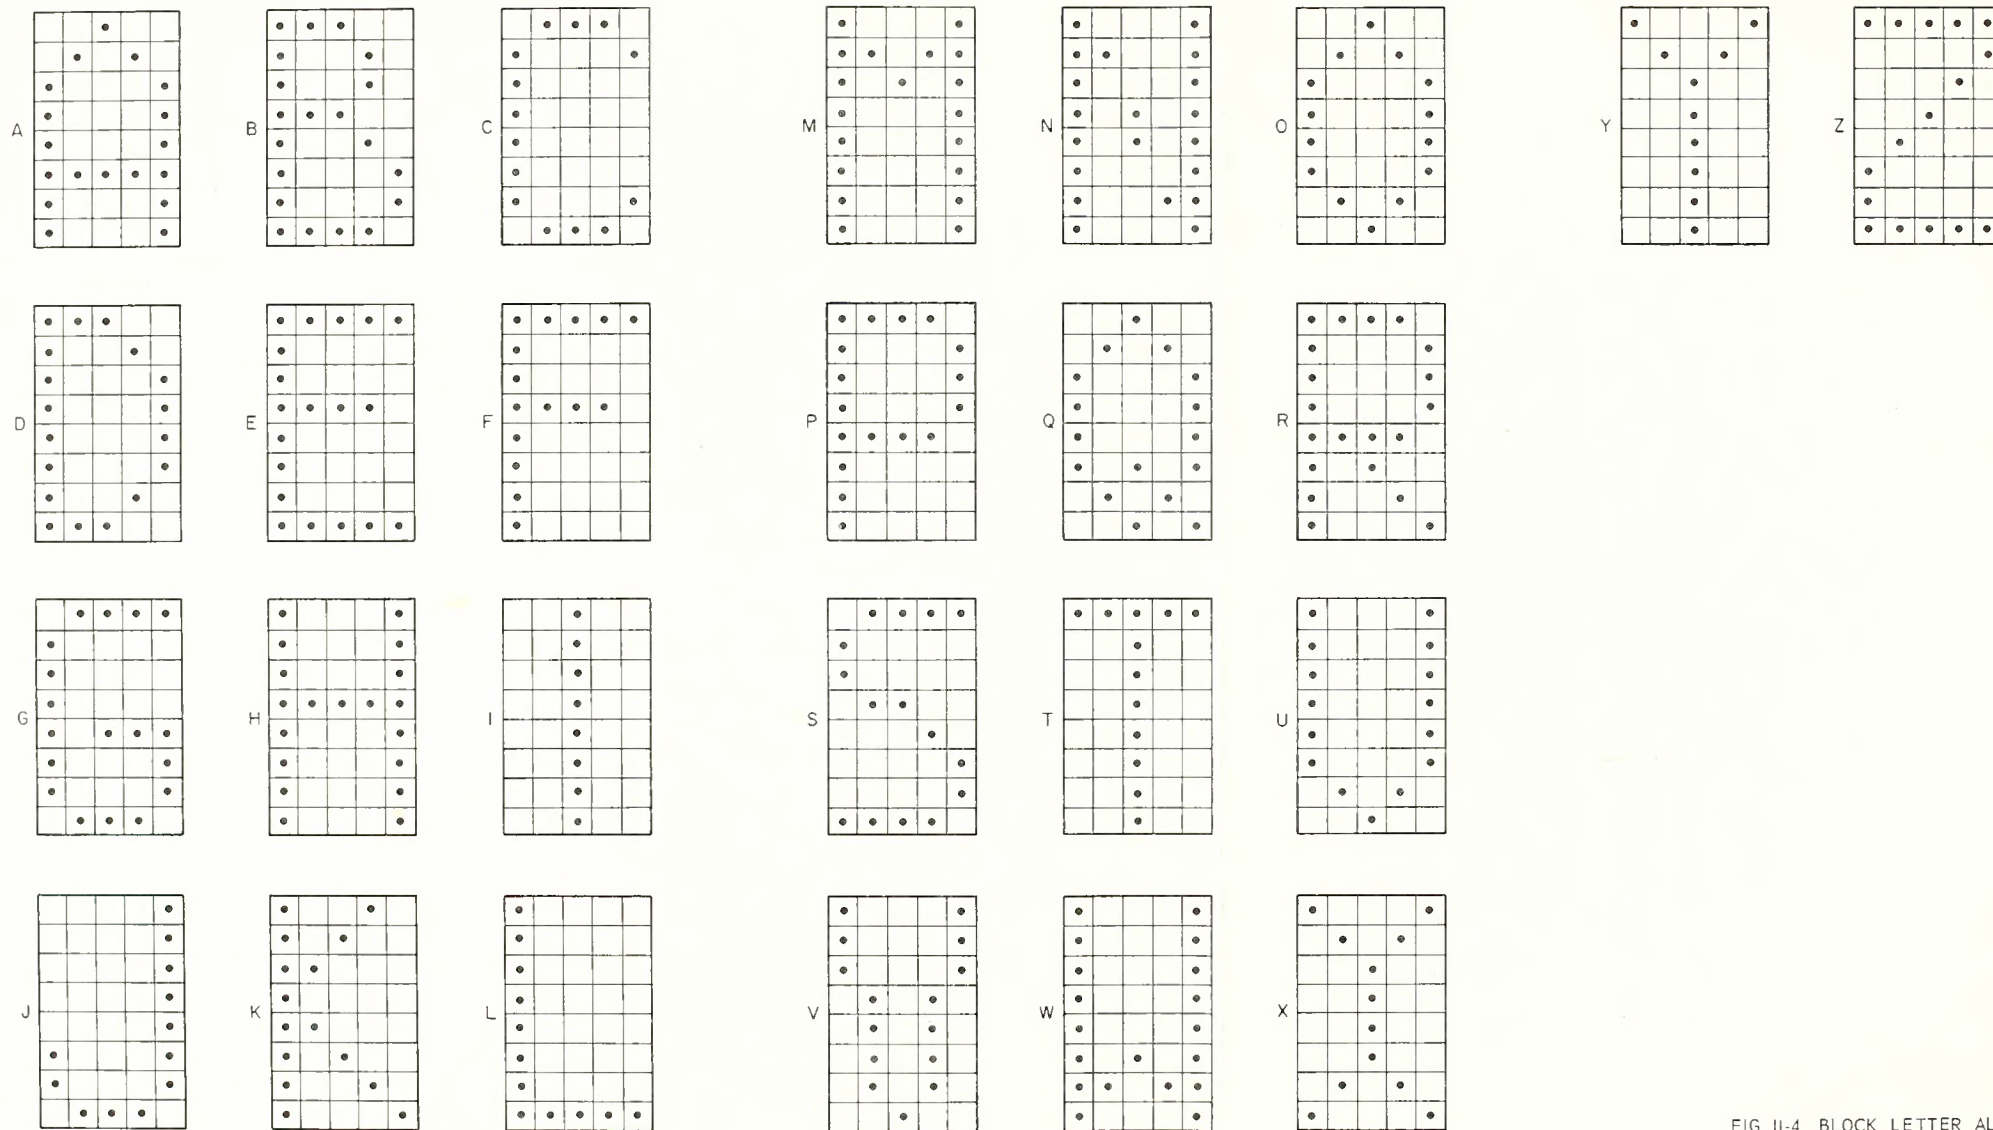 A B C M N O Y Z
D E F P Q R
G H I S T U
J K L V W X
FIG II-4 BLOCK LETTER AL